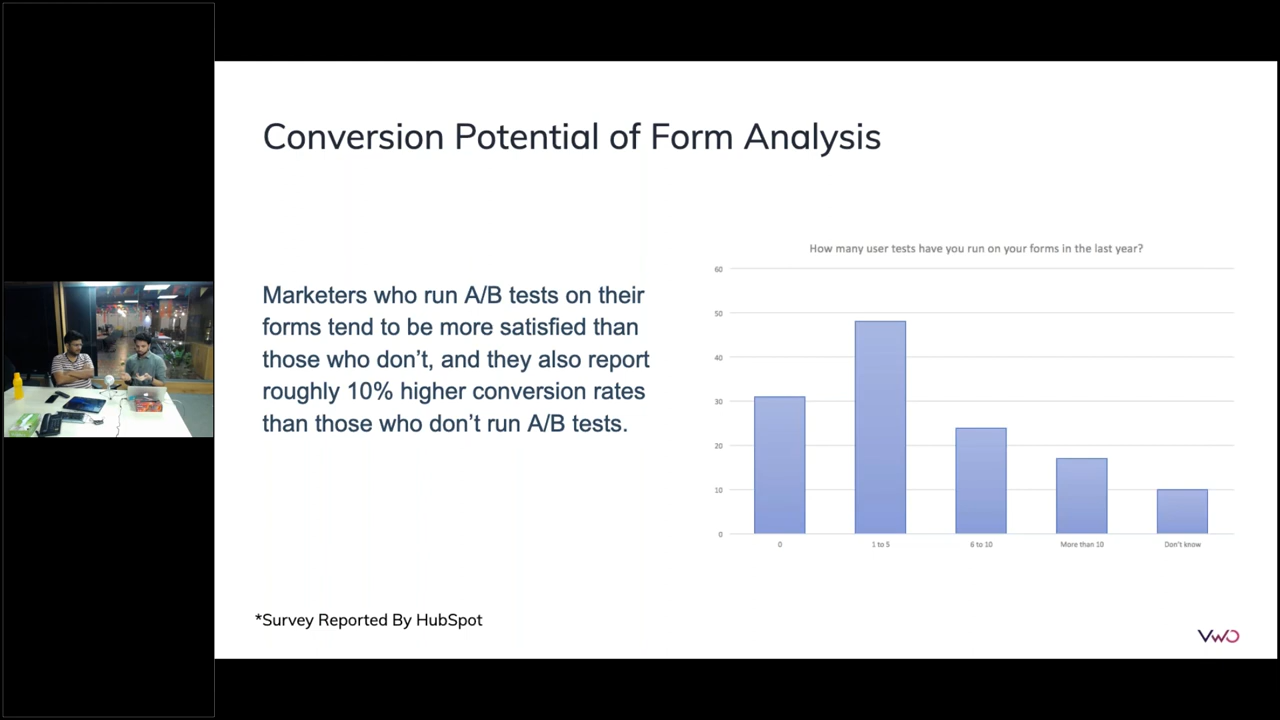 Conversion Potential of Form Analysis
Marketers who run A/B tests on their
forms tend to be more satisfied than
those who don’t, and they also report
roughly 10% higher conversion rates
than those who don’t run A/B tests.
How many user tests have you run on your forms in the last year?
60
50
40
30
20
10
0
0
1 to 5
6 to 10
More than 10
Don't know
*Survey Reported By HubSpot
VWO